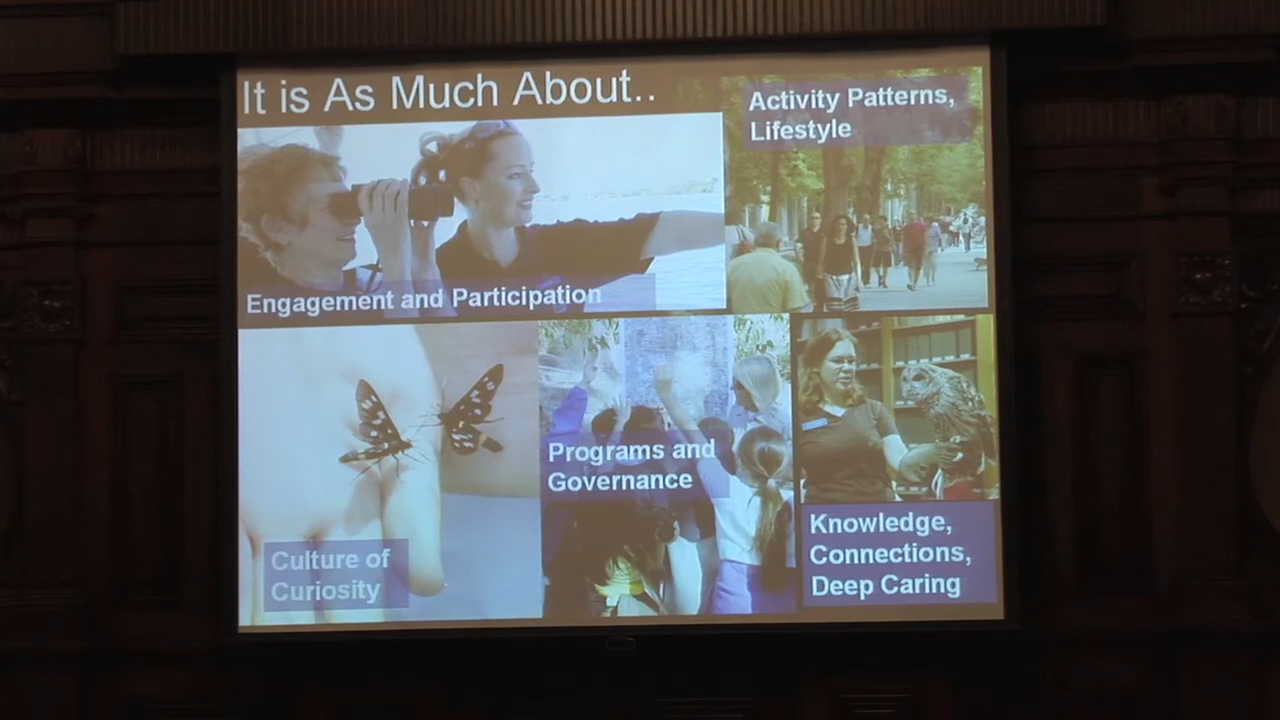 It is As Much About..
Activity Patterns,
Lifestyle
Engagement and Participation
Programs and
Governance
Culture of
Curiosity
Knowledge,
Connections,
Deep Caring